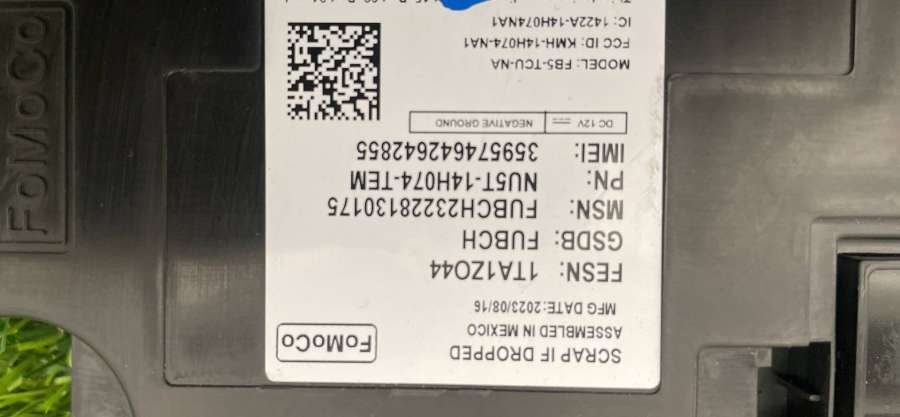 SCRAP IF DROPPED
FoMoCo
ASSEMBLED IN MEXICO
MFG DATE:2023/08/16
FESN: 1TA1ZO44
GSDB: FUBCH
MSN: FUBCH23228130175
PN: NU5T-14H074-TEM
IMEI: 359574642642855
DC 12V NEGATIVE GROUND
MODEL: FB5-TCU-NA
FCC ID: KMH-14H074-NA1
IC: 1422A-14H074NA1
FoMoCo